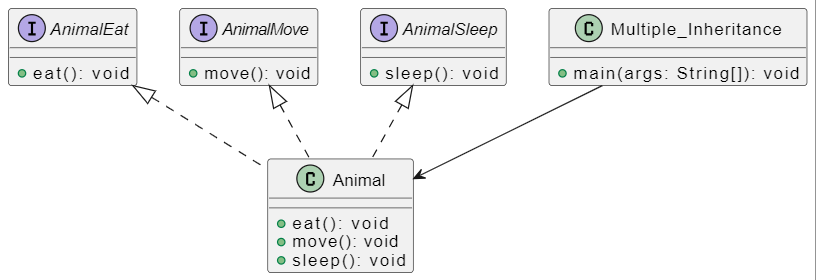 I AnimalEat
eat(): void
I AnimalMove
move(): void
I AnimalSleep
sleep(): void
C Multiple_Inheritance
main(args: String[]): void
C Animal
eat(): void
move(): void
sleep(): void